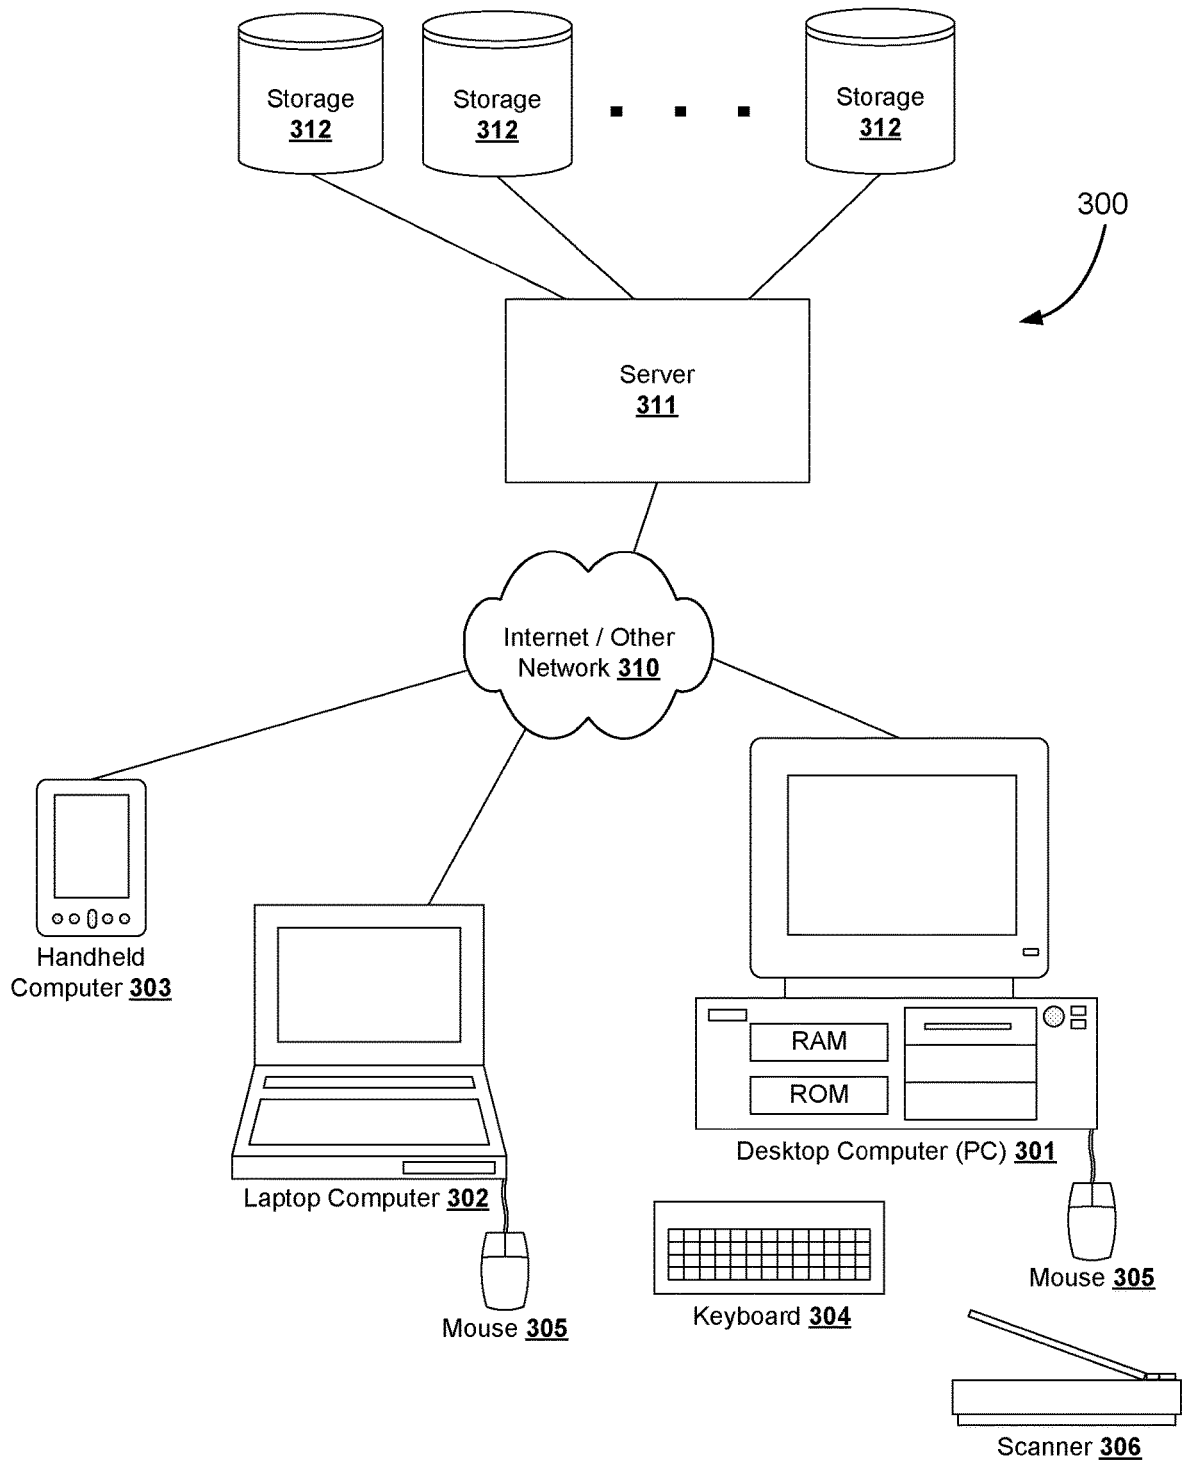 Storage
312
Storage
312
Storage
312
300
Server
311
Internet / Other
Network 310
Handheld
Computer 303
RAM
ROM
Desktop Computer (PC) 301
Laptop Computer 302
Mouse 305
Keyboard 304
Mouse 305
Scanner 306